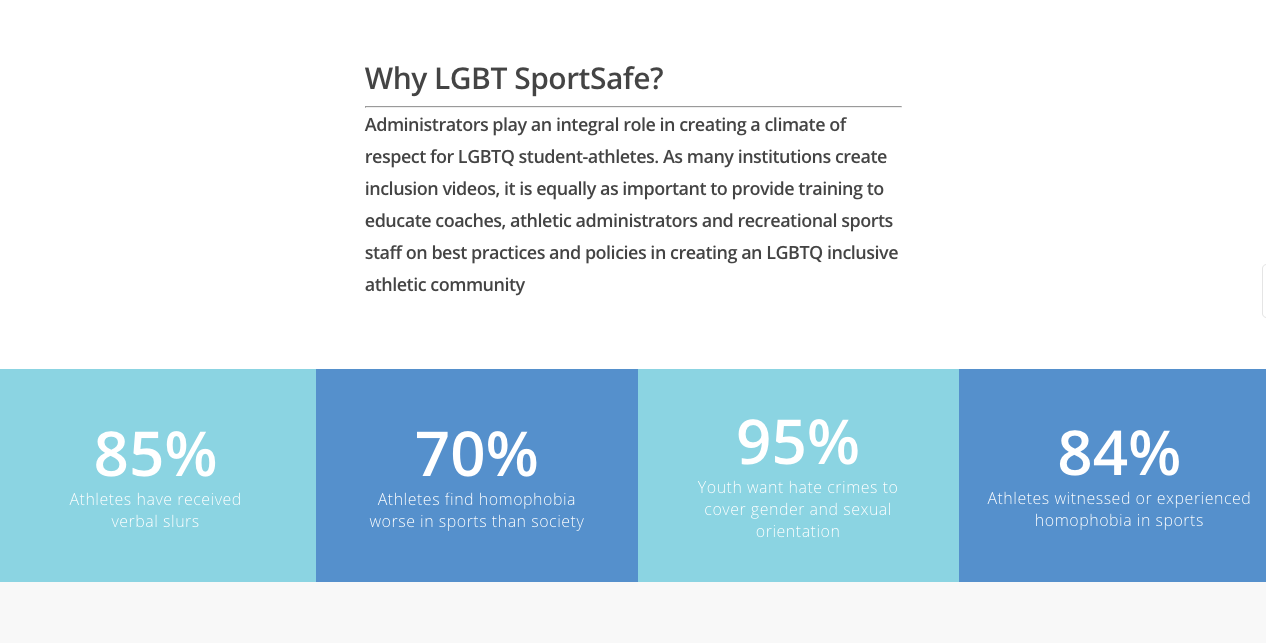 Why LGBT SportSafe?
Administrators play an integral role in creating a climate of
respect for LGBTQ student-athletes. As many institutions create
inclusion videos, it is equally as important to provide training to
educate coaches, athletic administrators and recreational sports
staff on best practices and policies in creating an LGBTQ inclusive
athletic community
85%
Athletes have received
verbal slurs
70%
Athletes find homophobia
worse in sports than society
95%
Youth want hate crimes to
cover gender and sexual
orientation
84%
Athletes witnessed or experienced
homophobia in sports